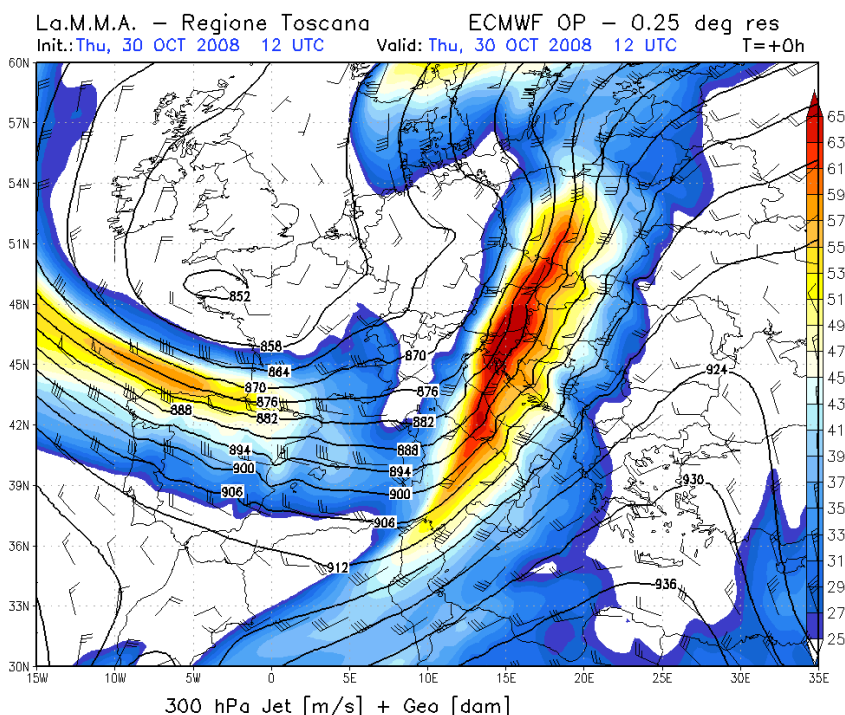 La.M.M.A. - Regione Toscana ECMWF OP - 0.25 deg res
Init.: Thu, 30 OCT 2008 12 UTC Valid: Thu, 30 OCT 2008 12 UTC T=+0h
60N
57N
54N
51N
48N
45N
42N
39N
36N
33N
30N
15W 10W 5W 0 5E 10E 15E 20E 25E 30E 35E
852
858
864
870
876
882
888
894
900
906
912
870
876
882
888
894
900
906
924
930
936
65
63
61
59
57
55
53
51
49
47
45
43
41
39
37
35
33
31
29
27
25
300 hPa Jet [m/s] + Geo [dam]